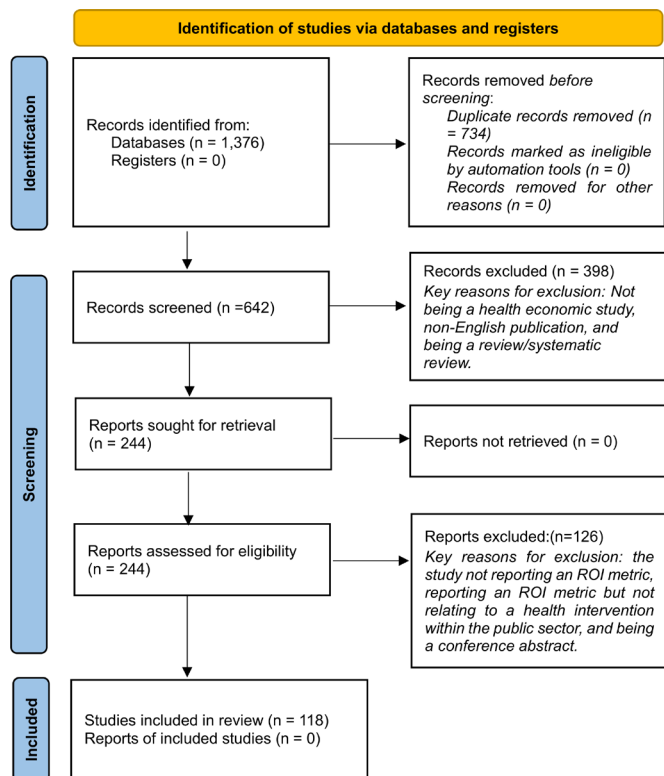 Identification of studies via databases and registers
Identification
Records identified from:
Databases (n = 1,376)
Registers (n = 0)
Records removed before
screening:
Duplicate records removed (n
= 734)
Records marked as ineligible
by automation tools (n = 0)
Records removed for other
reasons (n = 0)
Screening
Records screened (n =642)
Records excluded (n = 398)
Key reasons for exclusion: Not
being a health economic study,
non-English publication, and
being a review/systematic
review.
Reports sought for retrieval
(n = 244)
Reports not retrieved (n = 0)
Reports assessed for eligibility
(n = 244)
Reports excluded:(n=126)
Key reasons for exclusion: the
study not reporting an ROI metric,
reporting an ROI metric but not
relating to a health intervention
within the public sector, and being
a conference abstract.
Included
Studies included in review (n = 118)
Reports of included studies (n = 0)